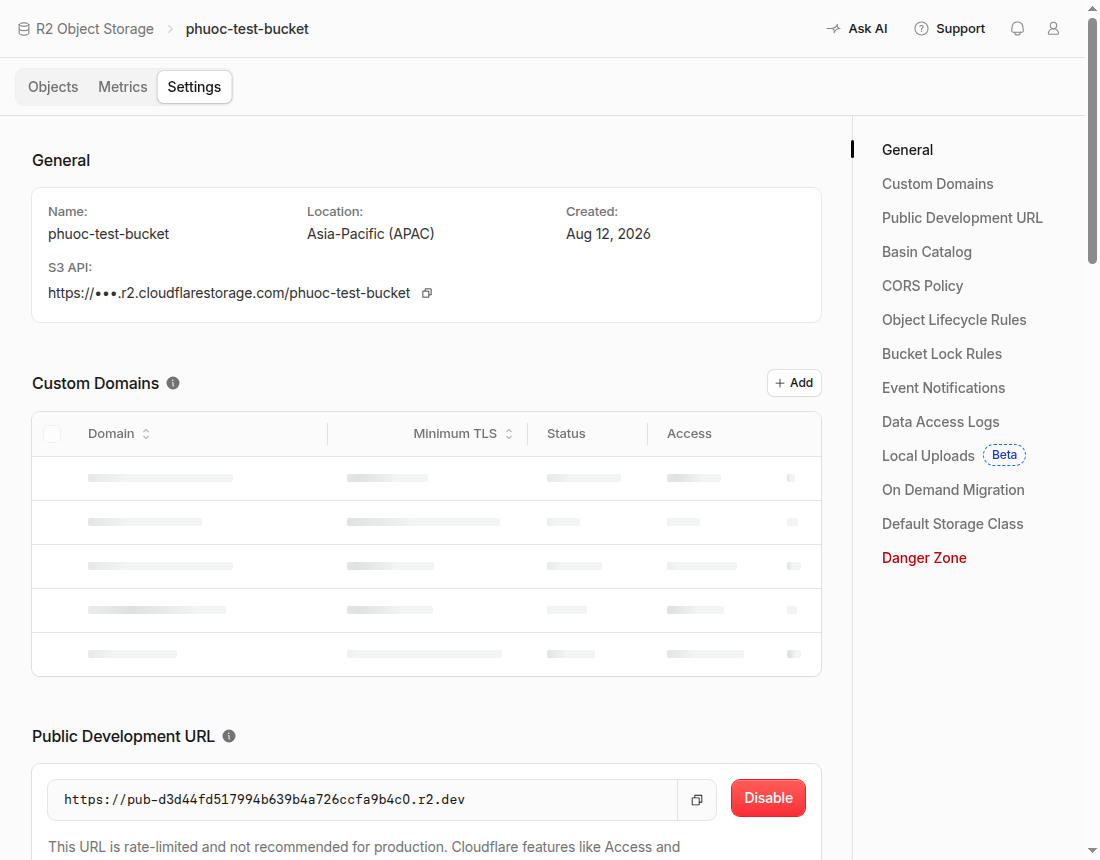 R2 Object Storage
phuoc-test-bucket
Ask AI
Support
Objects
Metrics
Settings
General
Name:
Location:
Created:
phuoc-test-bucket
Asia-Pacific (APAC)
Aug 12, 2026
S3 API:
https://•••.r2.cloudflarestorage.com/phuoc-test-bucket
Custom Domains
+ Add
Domain
Minimum TLS
Status
Access
Public Development URL
https://pub-d3d44fd517994b639b4a726ccfa9b4c0.r2.dev
Disable
This URL is rate-limited and not recommended for production. Cloudflare features like Access and
General
Custom Domains
Public Development URL
Basin Catalog
CORS Policy
Object Lifecycle Rules
Bucket Lock Rules
Event Notifications
Data Access Logs
Local Uploads Beta
On Demand Migration
Default Storage Class
Danger Zone